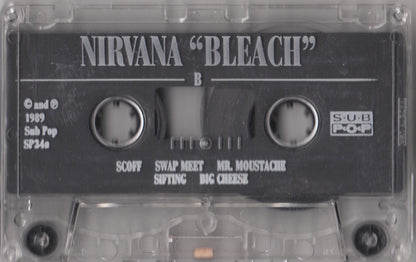 NIRVANA “BLEACH”
B
© and ℗
1989
Sub Pop
SP34a
SUB
POP
SCOFF SWAP MEET MR. MOUSTACHE
SIFTING BIG CHEESE